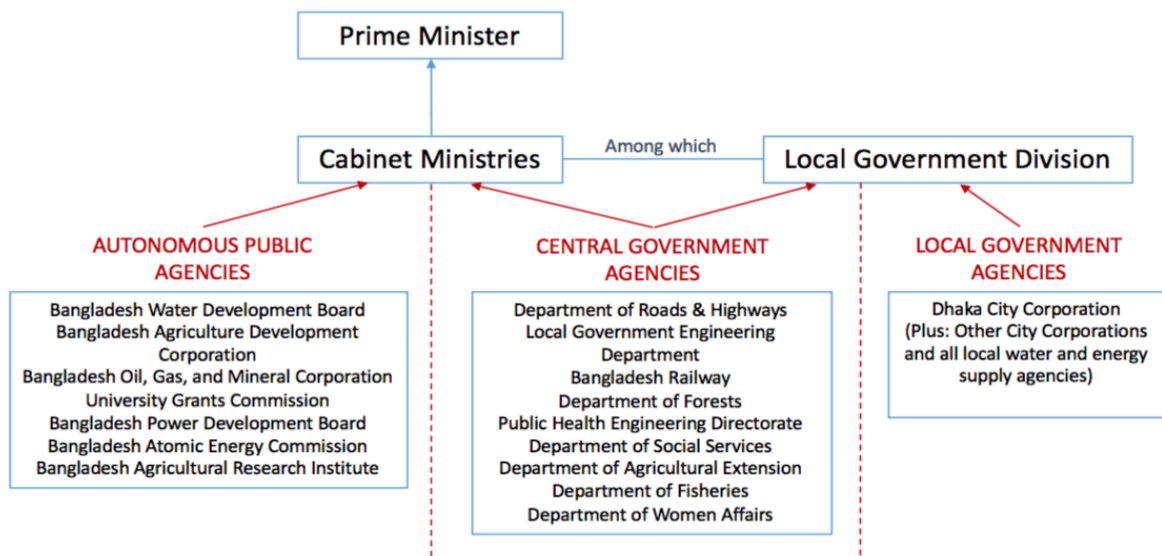 Prime Minister
Cabinet Ministries
Among which
Local Government Division
AUTONOMOUS PUBLIC
AGENCIES
Bangladesh Water Development Board
Bangladesh Agriculture Development
Corporation
Bangladesh Oil, Gas, and Mineral Corporation
University Grants Commission
Bangladesh Power Development Board
Bangladesh Atomic Energy Commission
Bangladesh Agricultural Research Institute
CENTRAL GOVERNMENT
AGENCIES
Department of Roads & Highways
Local Government Engineering
Department
Bangladesh Railway
Department of Forests
Public Health Engineering Directorate
Department of Social Services
Department of Agricultural Extension
Department of Fisheries
Department of Women Affairs
LOCAL GOVERNMENT
AGENCIES
Dhaka City Corporation
(Plus: Other City Corporations
and all local water and energy
supply agencies)